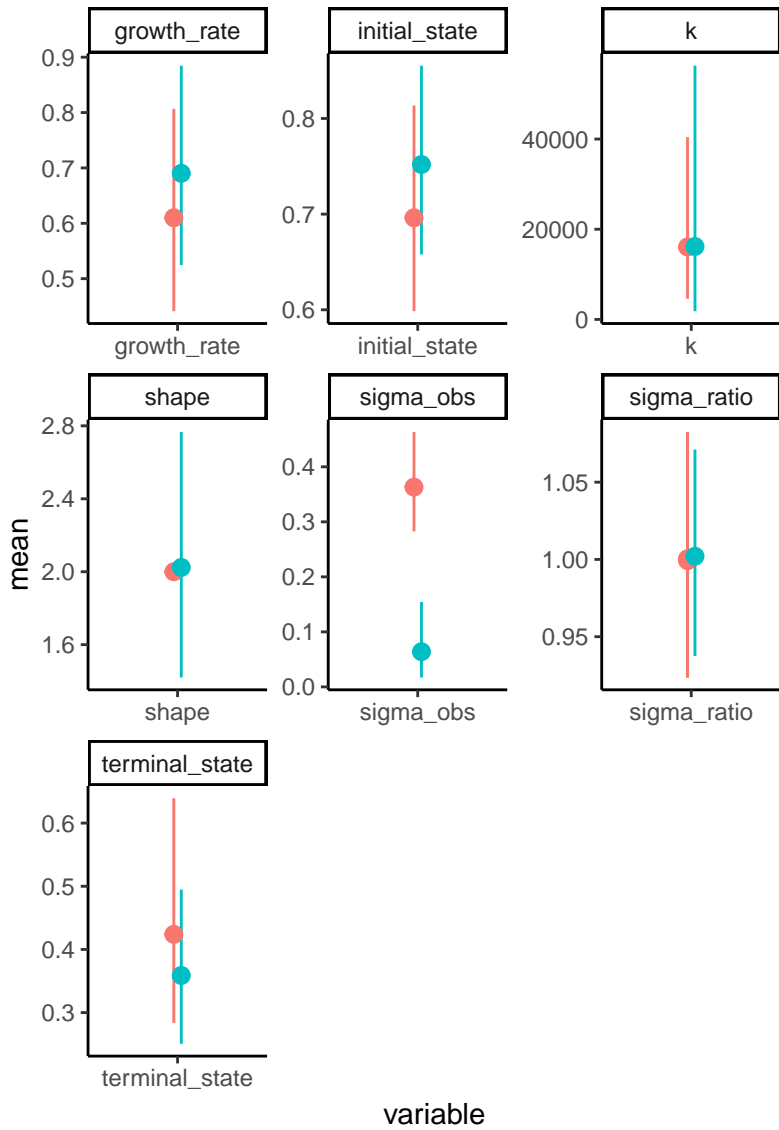 growth_rate
initial_state
k
0.9
0.8
0.7
0.6
0.5
growth_rate
0.8
0.7
0.6
initial_state
40000
20000
0
k
shape
sigma_obs
sigma_ratio
2.8
2.4
2.0
1.6
shape
0.4
0.3
0.2
0.1
0.0
sigma_obs
1.05
1.00
0.95
sigma_ratio
mean
terminal_state
0.6
0.5
0.4
0.3
terminal_state
variable